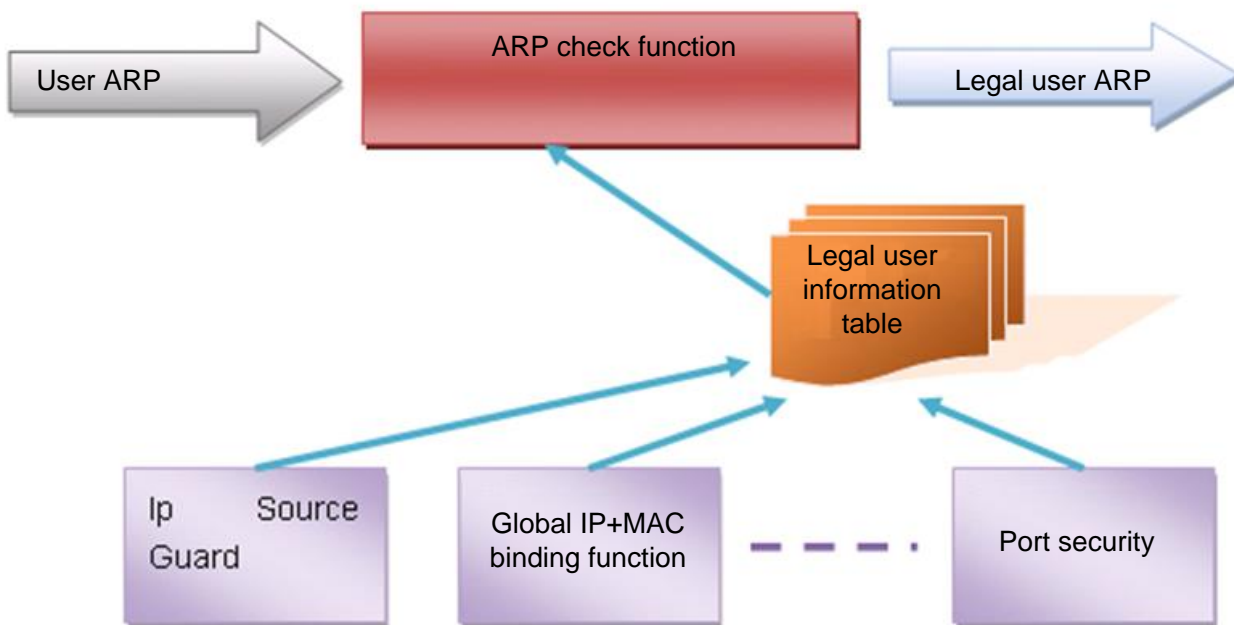 User ARP
ARP check function
Legal user ARP
Legal user
information
table
Ip Source
Guard
Global IP+MAC
binding function
Port security